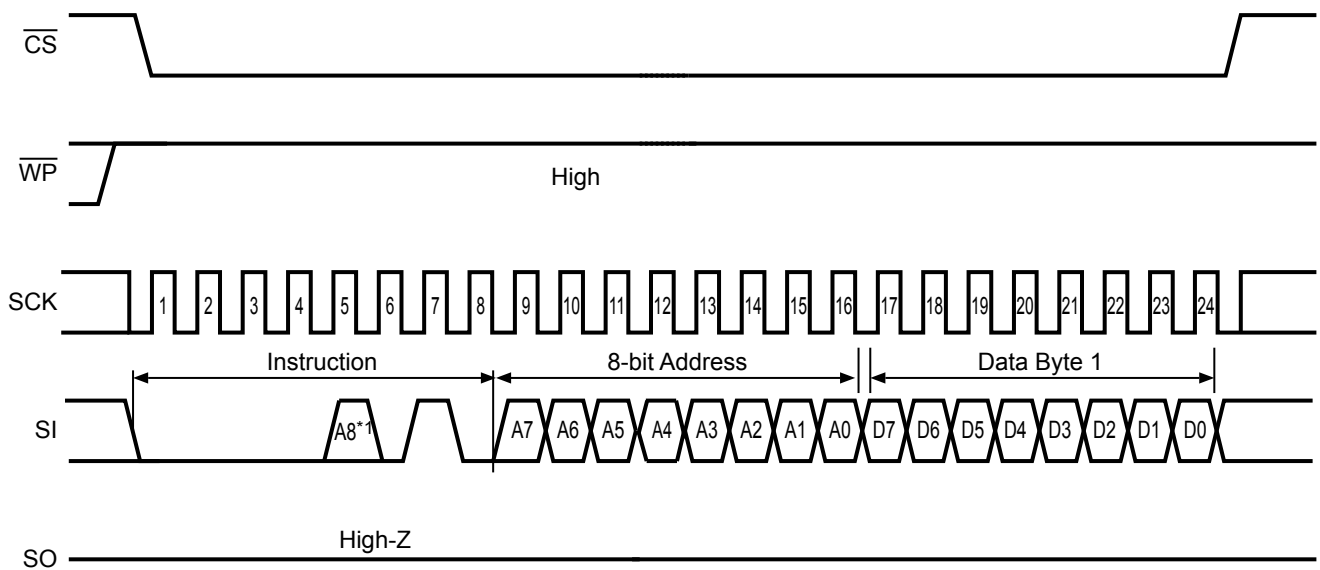 CS
WP
High
SCK 1 2 3 4 5 6 7 8 9 10 11 12 13 14 15 16 17 18 19 20 21 22 23 24
Instruction 8-bit Address Data Byte 1
SI A8*1 A7 A6 A5 A4 A3 A2 A1 A0 D7 D6 D5 D4 D3 D2 D1 D0
High-Z
SO